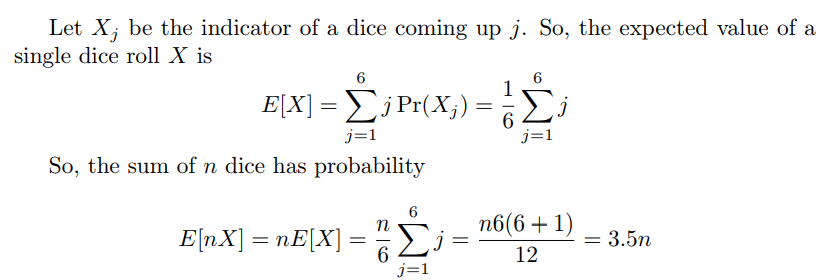 Let X_j be the indicator of a dice coming up j. So, the expected value of a
single dice roll X is
E[X] = \sum_{j=1}^{6} j Pr(X_j) = \frac{1}{6} \sum_{j=1}^{6} j
So, the sum of n dice has probability
E[nX] = nE[X] = \frac{n}{6} \sum_{j=1}^{6} j = \frac{n6(6+1)}{12} = 3.5n